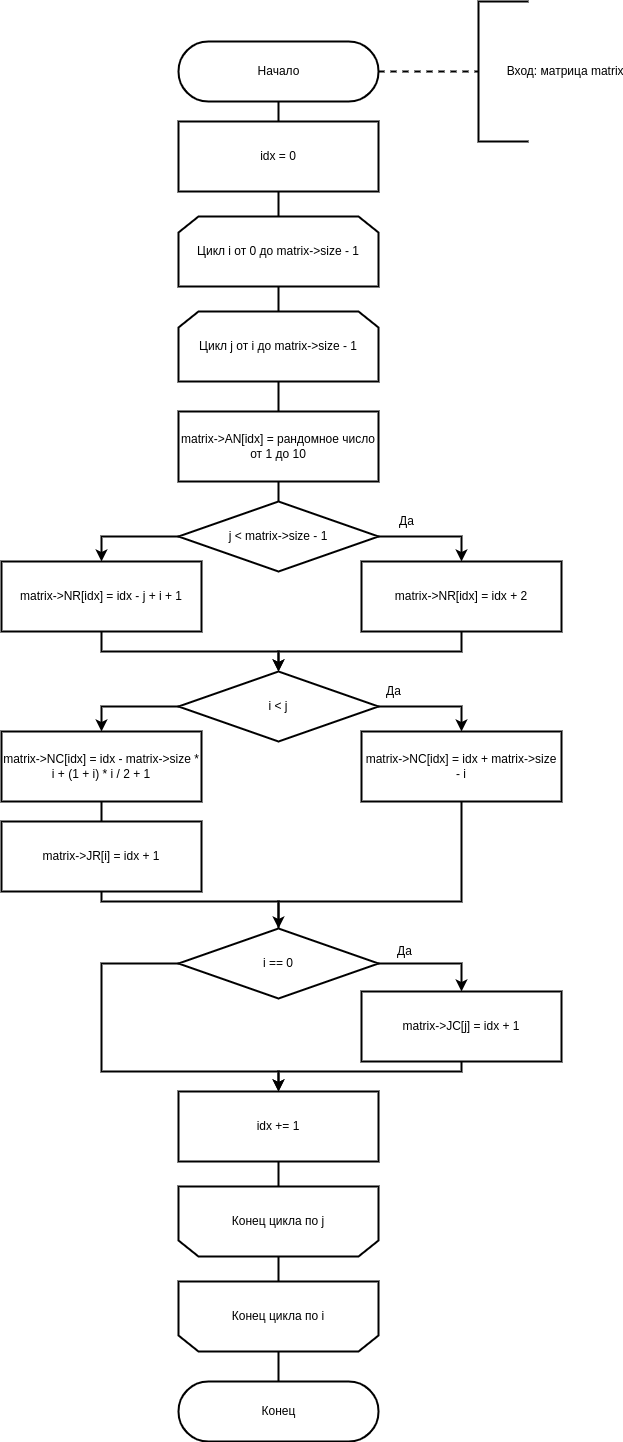 Начало
Вход: матрица matrix
idx = 0
Цикл i от 0 до matrix->size - 1
Цикл j от i до matrix->size - 1
matrix->AN[idx] = рандомное число
от 1 до 10
j < matrix->size - 1
Да
matrix->NR[idx] = idx - j + i + 1
matrix->NR[idx] = idx + 2
i < j
Да
matrix->NC[idx] = idx - matrix->size *
i + (1 + i) * i / 2 + 1
matrix->NC[idx] = idx + matrix->size
- i
matrix->JR[i] = idx + 1
i == 0
Да
matrix->JC[j] = idx + 1
idx += 1
Конец цикла по j
Конец цикла по i
Конец